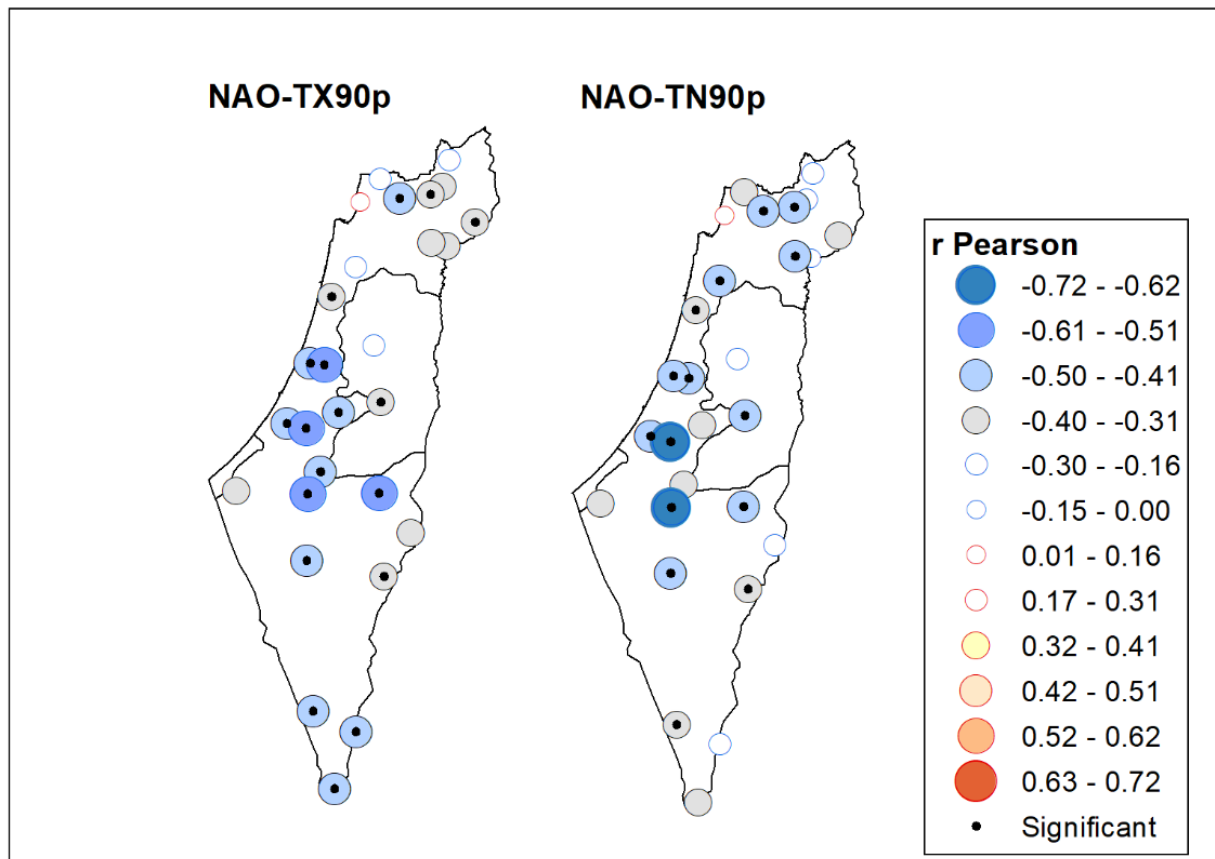 NAO-TX90p
NAO-TN90p
r Pearson
-0.72 - -0.62
-0.61 - -0.51
-0.50 - -0.41
-0.40 - -0.31
-0.30 - -0.16
-0.15 - 0.00
0.01 - 0.16
0.17 - 0.31
0.32 - 0.41
0.42 - 0.51
0.52 - 0.62
0.63 - 0.72
Significant